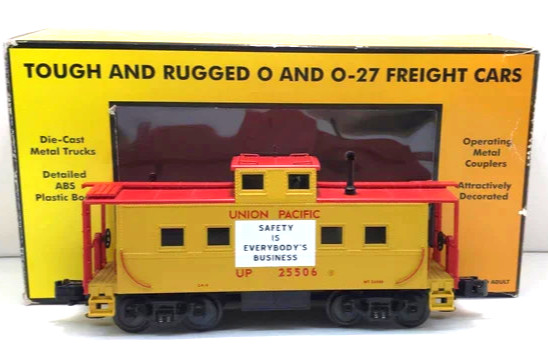 TOUGH AND RUGGED O AND O-27 FREIGHT CARS
Die-Cast
Metal Trucks
Detailed
ABS
Plastic
Operating
Metal
Couplers
Attractively
Decorated
UNION PACIFIC
SAFETY
IS
EVERYBODY'S
BUSINESS
UP 25506
ADULT